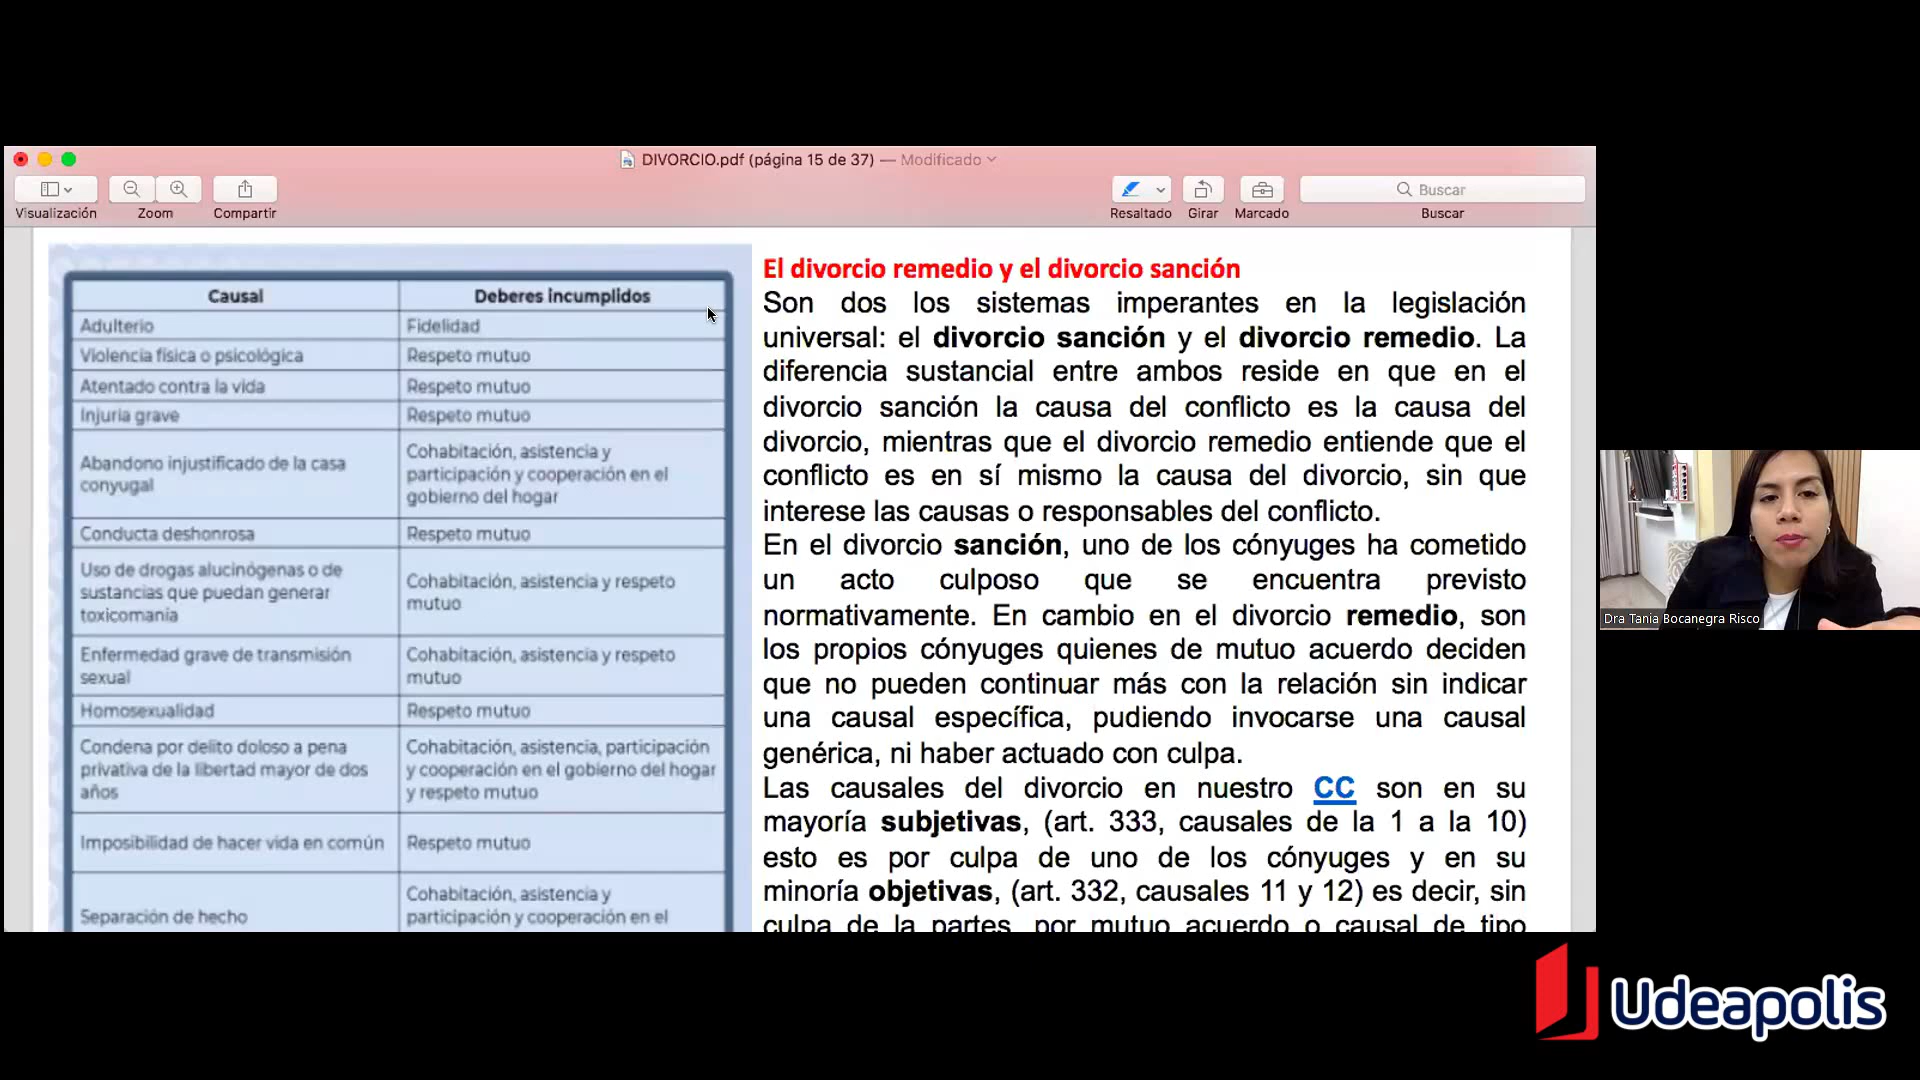 DIVORCIO.pdf (página 15 de 37) — Modificado
Visualización
Zoom
Compartir
Resaltado
Girar
Marcado
Buscar
Buscar
Causal
Deberes incumplidos
Adulterio
Fidelidad
Violencia física o psicológica
Respeto mutuo
Atentado contra la vida
Respeto mutuo
Injuria grave
Respeto mutuo
Abandono injustificado de la casa
conyugal
Cohabitación, asistencia y
participación y cooperación en el
gobierno del hogar
Conducta deshonrosa
Respeto mutuo
Uso de drogas alucinógenas o de
sustancias que puedan generar
toxicomanía
Cohabitación, asistencia y respeto
mutuo
Enfermedad grave de transmisión
sexual
Cohabitación, asistencia y respeto
mutuo
Homosexualidad
Respeto mutuo
Condena por delito doloso a pena
privativa de la libertad mayor de dos
años
Cohabitación, asistencia, participación
y cooperación en el gobierno del hogar
y respeto mutuo
Imposibilidad de hacer vida en común
Respeto mutuo
Separación de hecho
Cohabitación, asistencia y
participación y cooperación en el
El divorcio remedio y el divorcio sanción
Son dos los sistemas imperantes en la legislación
universal: el divorcio sanción y el divorcio remedio. La
diferencia sustancial entre ambos reside en que en el
divorcio sanción la causa del conflicto es la causa del
divorcio, mientras que el divorcio remedio entiende que el
conflicto es en sí mismo la causa del divorcio, sin que
interese las causas o responsables del conflicto.
En el divorcio sanción, uno de los cónyuges ha cometido
un acto culposo que se encuentra previsto
normativamente. En cambio en el divorcio remedio, son
los propios cónyuges quienes de mutuo acuerdo deciden
que no pueden continuar más con la relación sin indicar
una causal específica, pudiendo invocarse una causal
genérica, ni haber actuado con culpa.
Las causales del divorcio en nuestro CC son en su
mayoría subjetivas, (art. 333, causales de la 1 a la 10)
esto es por culpa de uno de los cónyuges y en su
minoría objetivas, (art. 332, causales 11 y 12) es decir, sin
culpa de la partes, por mutuo acuerdo o causal de tipo
Dra Tania Bocanegra Risco
Udeapolis